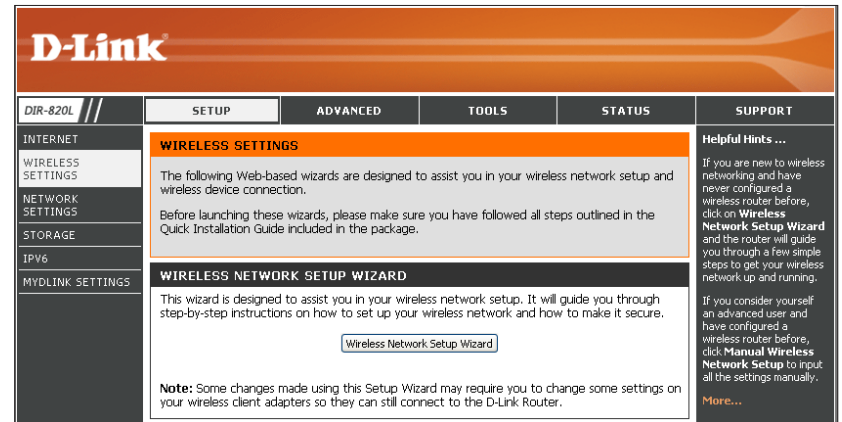 D-Link
DIR-820L
SETUP
ADVANCED
TOOLS
STATUS
SUPPORT
INTERNET
WIRELESS
SETTINGS
NETWORK
SETTINGS
STORAGE
IPV6
MYDLINK SETTINGS
WIRELESS SETTINGS
The following Web-based wizards are designed to assist you in your wireless network setup and
wireless device connection.
Before launching these wizards, please make sure you have followed all steps outlined in the
Quick Installation Guide included in the package.
WIRELESS NETWORK SETUP WIZARD
This wizard is designed to assist you in your wireless network setup. It will guide you through
step-by-step instructions on how to set up your wireless network and how to make it secure.
Wireless Network Setup Wizard
Note: Some changes made using this Setup Wizard may require you to change some settings on
your wireless client adapters so they can still connect to the D-Link Router.
Helpful Hints ...
If you are new to wireless
networking and have
never configured a
wireless router before,
click on Wireless
Network Setup Wizard
and the router will guide
you through a few simple
steps to get your wireless
network up and running.
If you consider yourself
an advanced user and
have configured a
wireless router before,
click Manual Wireless
Network Setup to input
all the settings manually.
More...